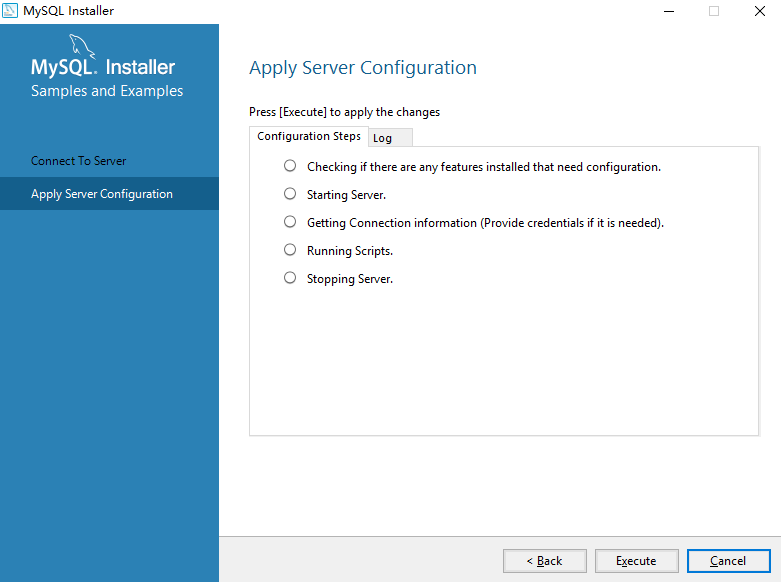 MySQL Installer
MySQL. Installer
Samples and Examples
Connect To Server
Apply Server Configuration
Apply Server Configuration
Press [Execute] to apply the changes
Configuration Steps
Log
Checking if there are any features installed that need configuration.
Starting Server.
Getting Connection information (Provide credentials if it is needed).
Running Scripts.
Stopping Server.
< Back
Execute
Cancel